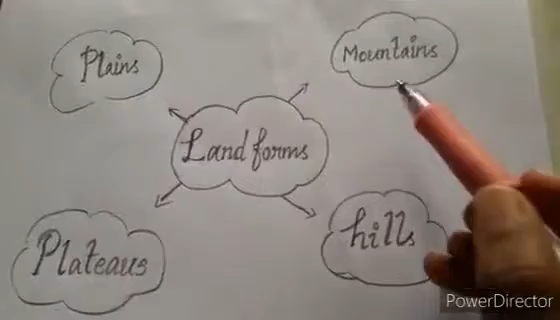 Plains
Mountains
Land forms
Plateaus
hills
PowerDirector